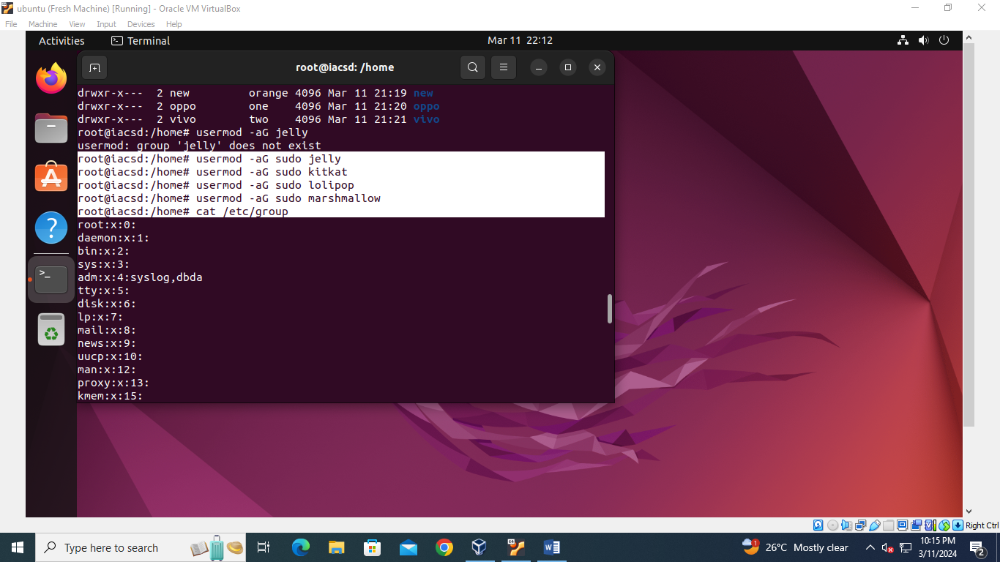 ubuntu (Fresh Machine) [Running] - Oracle VM VirtualBox
File Machine View Input Devices Help
Activities Terminal Mar 11 22:12
root@iacsd: /home
drwxr-x--- 2 new orange 4096 Mar 11 21:19 new
drwxr-x--- 2 oppo one 4096 Mar 11 21:20 oppo
drwxr-x--- 2 vivo two 4096 Mar 11 21:21 vivo
root@iacsd:/home# usermod -aG jelly
usermod: group 'jelly' does not exist
root@iacsd:/home# usermod -aG sudo jelly
root@iacsd:/home# usermod -aG sudo kitkat
root@iacsd:/home# usermod -aG sudo lolipop
root@iacsd:/home# usermod -aG sudo marshmallow
root@iacsd:/home# cat /etc/group
root:x:0:
daemon:x:1:
bin:x:2:
sys:x:3:
adm:x:4:syslog,dbda
tty:x:5:
disk:x:6:
lp:x:7:
mail:x:8:
news:x:9:
uucp:x:10:
man:x:12:
proxy:x:13:
kmem:x:15:
Right Ctrl
Type here to search
26°C Mostly clear
10:15 PM
3/11/2024